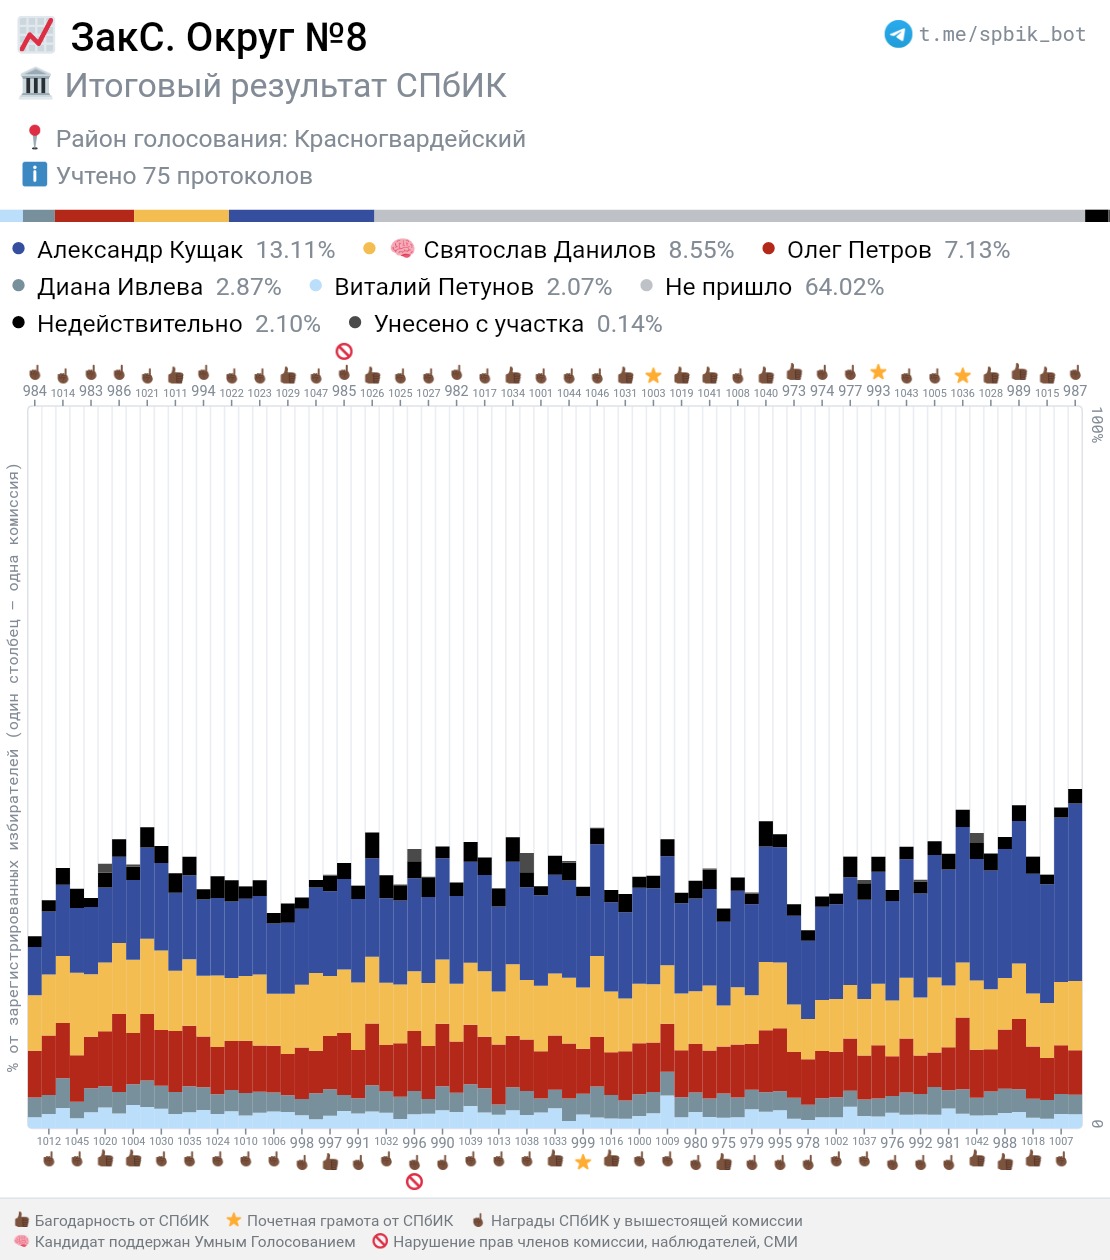 ЗакС. Округ №8
t.me/spbik_bot
Итоговый результат СПбИК
Район голосования: Красногвардейский
Учтено 75 протоколов
Александр Кущак 13.11% Святослав Данилов 8.55% Олег Петров 7.13%
Диана Ивлева 2.87% Виталий Петунов 2.07% Не пришло 64.02%
Недействительно 2.10% Унесено с участка 0.14%
984 1014 983 986 1021 1011 994 1022 1023 1029 1047 985 1026 1025 1027 982 1017 1034 1001 1044 1046 1031 1003 1019 1041 1008 1040 973 974 977 993 1043 1005 1036 1028 989 1015 987
100%
% от зарегистрированных избирателей (один столбец – одна комиссия)
0
1012 1045 1020 1004 1030 1035 1024 1010 1006 998 997 991 1032 996 990 1039 1013 1038 1033 999 1016 1000 1009 980 975 979 995 978 1002 1037 976 992 981 1042 988 1018 1007
Багодарность от СПбИК Почетная грамота от СПбИК Награды СПбИК у вышестоящей комиссии
Кандидат поддержан Умным Голосованием Нарушение прав членов комиссии, наблюдателей, СМИ